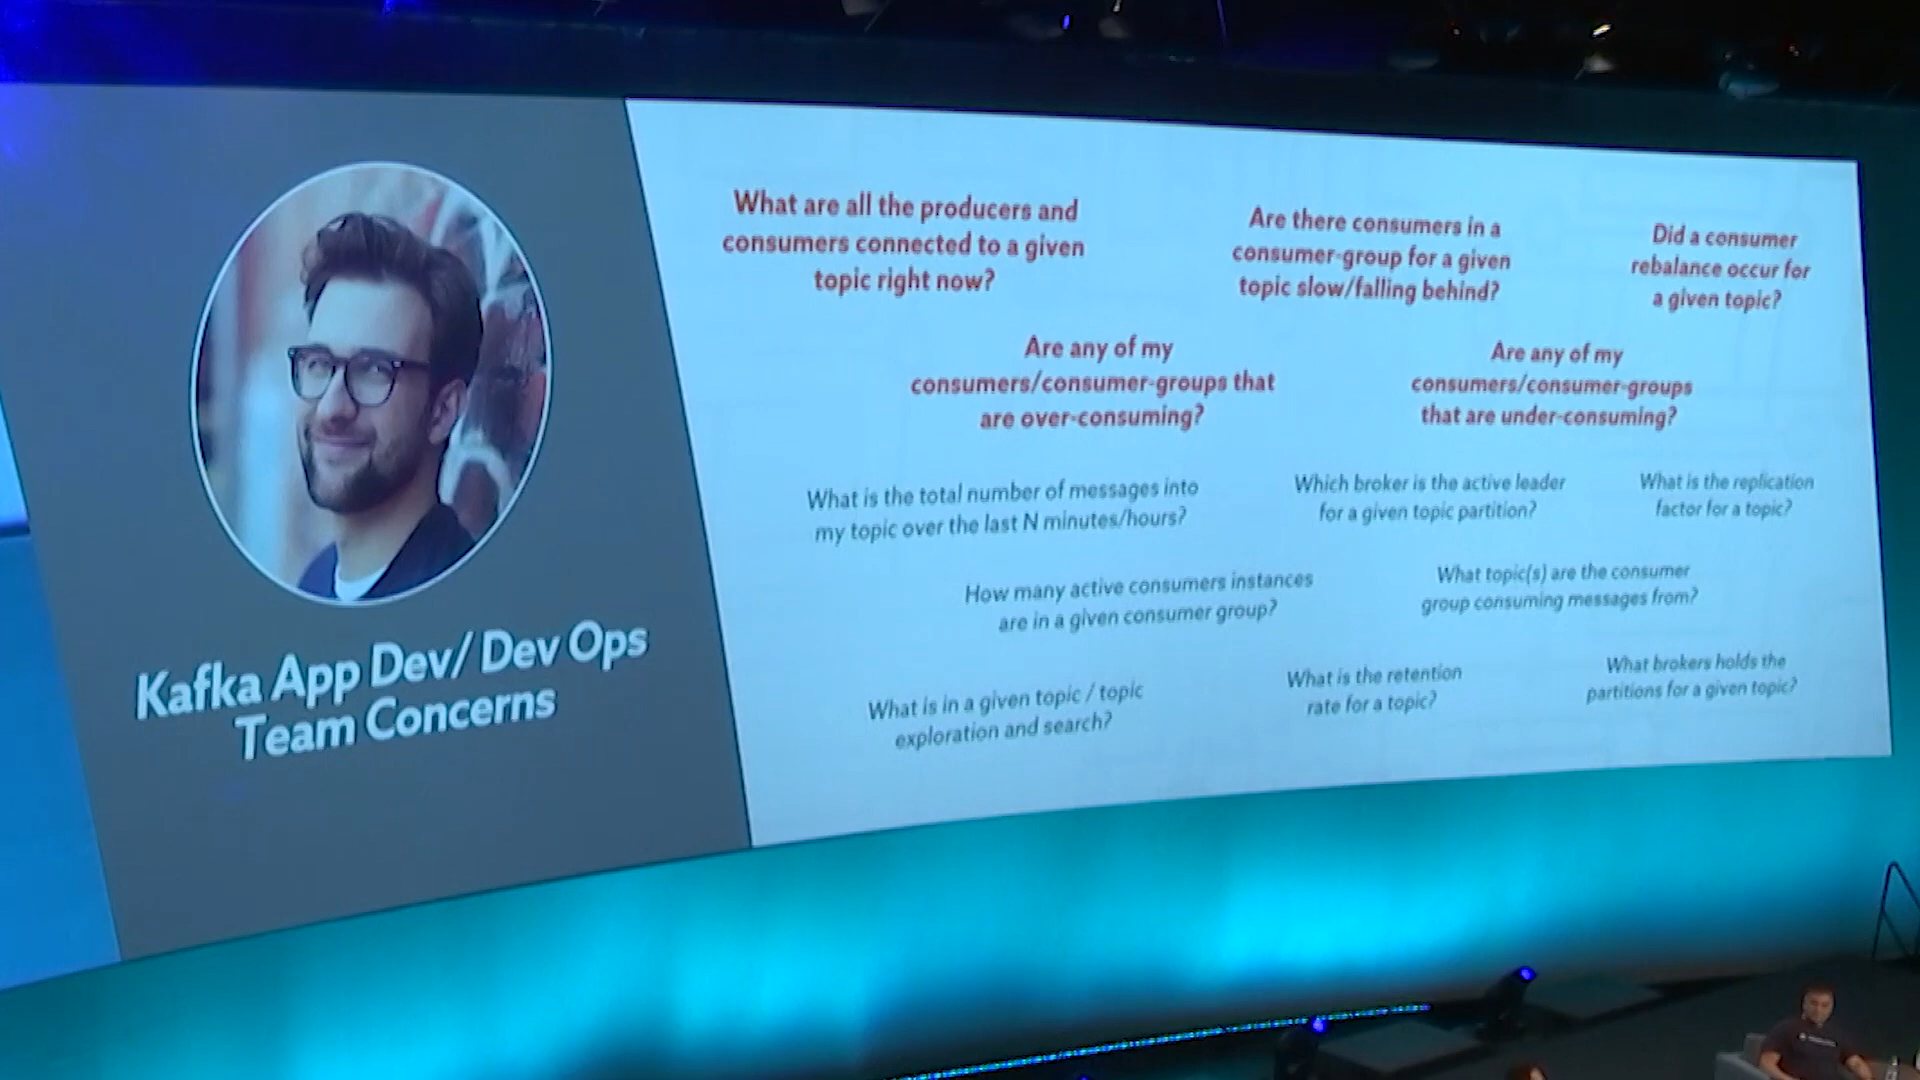 Kafka App Dev/ Dev Ops
Team Concerns
What are all the producers and
consumers connected to a given
topic right now?
Are there consumers in a
consumer-group for a given
topic slow/falling behind?
Did a consumer
rebalance occur for
a given topic?
Are any of my
consumers/consumer-groups that
are over-consuming?
Are any of my
consumers/consumer-groups
that are under-consuming?
What is the total number of messages into
my topic over the last N minutes/hours?
Which broker is the active leader
for a given topic partition?
What is the replication
factor for a topic?
How many active consumers instances
are in a given consumer group?
What topic(s) are the consumer
group consuming messages from?
What is in a given topic / topic
exploration and search?
What is the retention
rate for a topic?
What brokers holds the
partitions for a given topic?